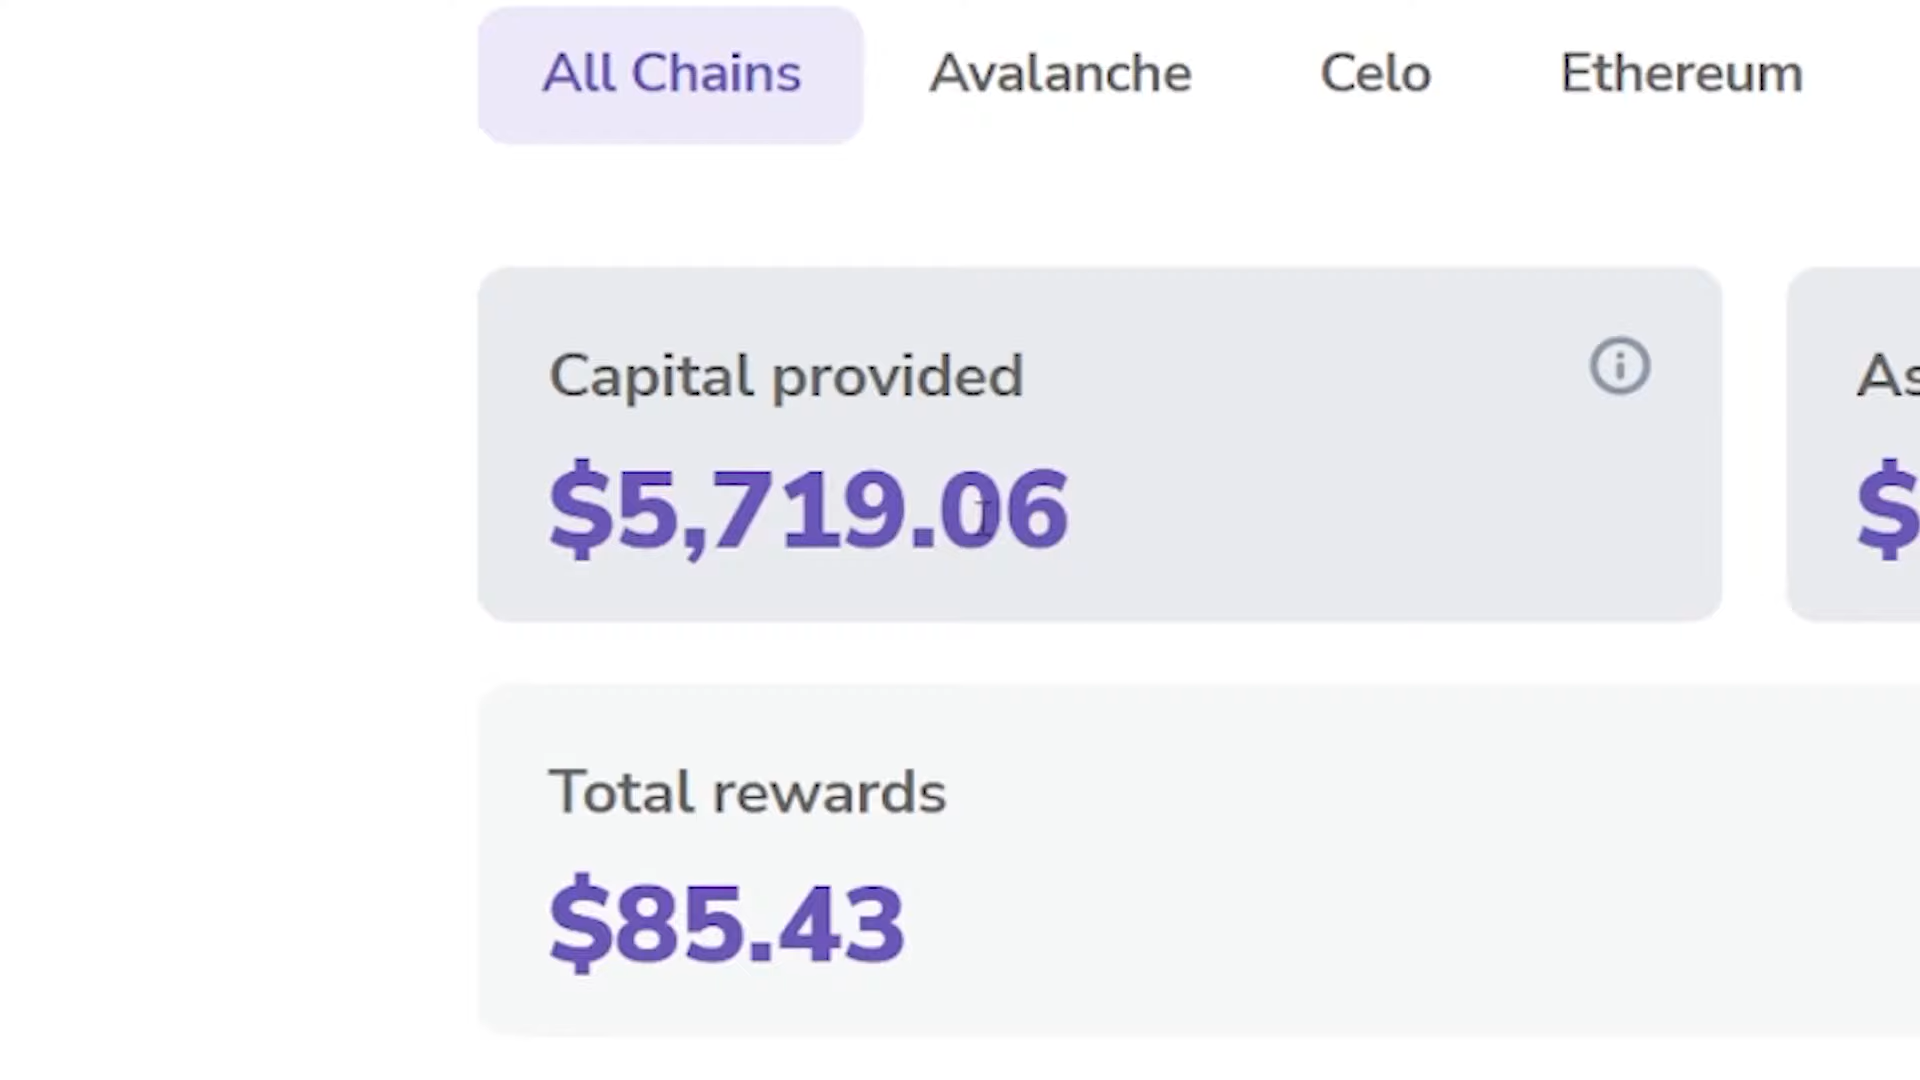 All Chains Avalanche Celo Ethereum
Capital provided
$5,719.06
$
Total rewards
$85.43